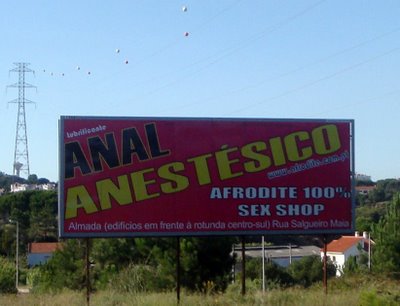 lubrificante
ANAL
ANESTÉSICO
www.afrodite.com.pt
AFRODITE 100%
SEX SHOP
Almada (edifícios em frente à rotunda centro-sul) Rua Salgueiro Maia